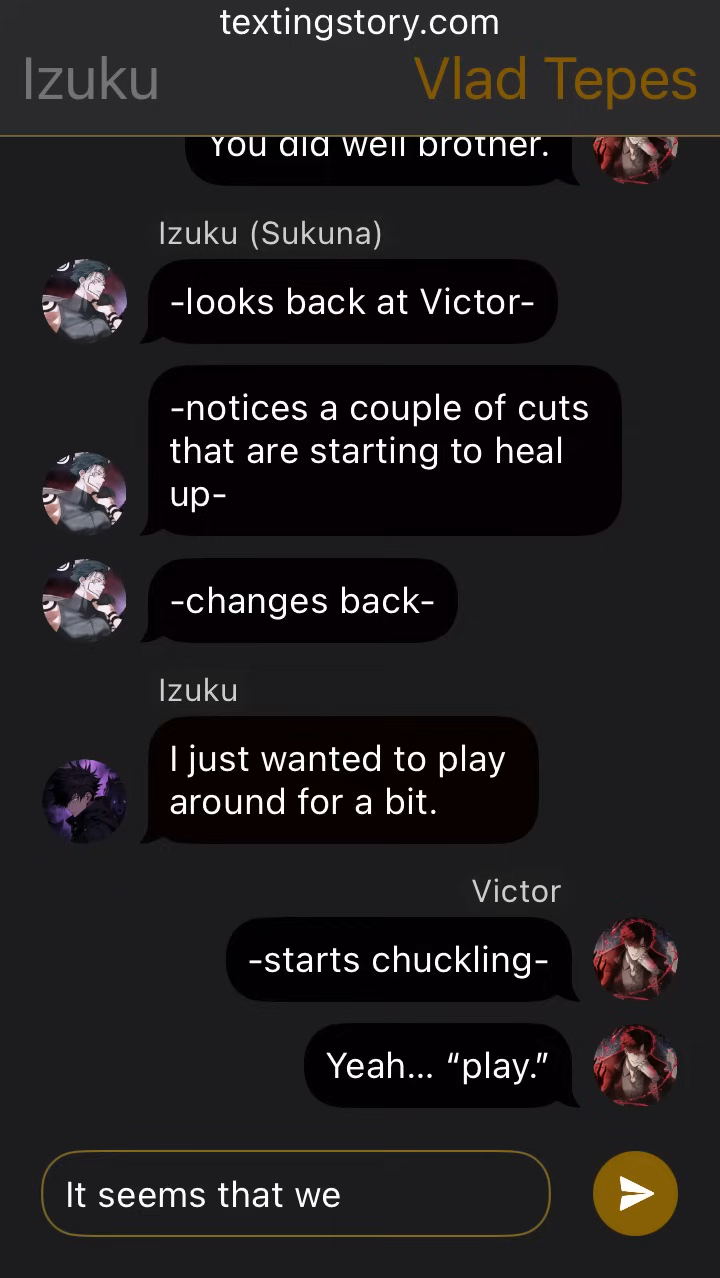 textingstory.com
Izuku
Vlad Tepes
You did well brother.
Izuku (Sukuna)
-looks back at Victor-
-notices a couple of cuts
that are starting to heal
up-
-changes back-
Izuku
I just wanted to play
around for a bit.
Victor
-starts chuckling-
Yeah... “play.”
It seems that we